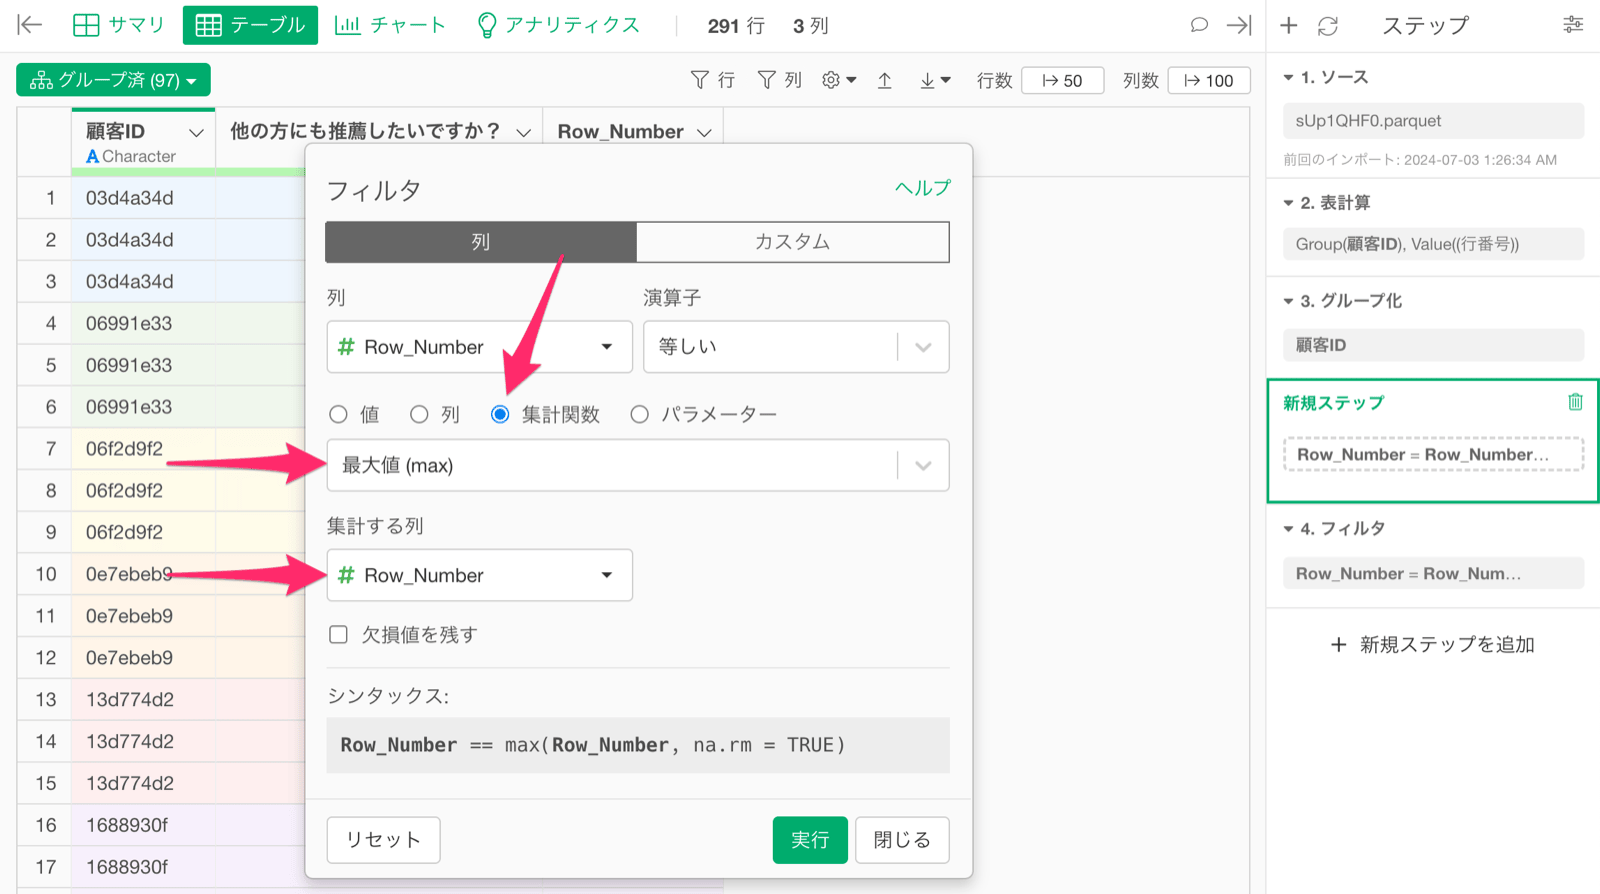 サマリ
テーブル
チャート
アナリティクス
291 行 3 列
ステップ
グループ済 (97)
行
列
行数
50
列数
100
顧客ID
Character
他の方にも推薦したいですか？
Row_Number
1 03d4a34d
2 03d4a34d
3 03d4a34d
4 06991e33
5 06991e33
6 06991e33
7 06f2d9f2
8 06f2d9f2
9 06f2d9f2
10 0e7ebeb9
11 0e7ebeb9
12 0e7ebeb9
13 13d774d2
14 13d774d2
15 13d774d2
16 1688930f
17 1688930f
フィルタ
ヘルプ
列
カスタム
列
演算子
# Row_Number
等しい
値
列
集計関数
パラメーター
最大値 (max)
集計する列
# Row_Number
欠損値を残す
シンタックス:
Row_Number == max(Row_Number, na.rm = TRUE)
リセット
実行
閉じる
1. ソース
sUp1QHF0.parquet
前回のインポート: 2024-07-03 1:26:34 AM
2. 表計算
Group(顧客ID), Value((行番号))
3. グループ化
顧客ID
新規ステップ
Row_Number = Row_Number...
4. フィルタ
Row_Number = Row_Num...
+ 新規ステップを追加